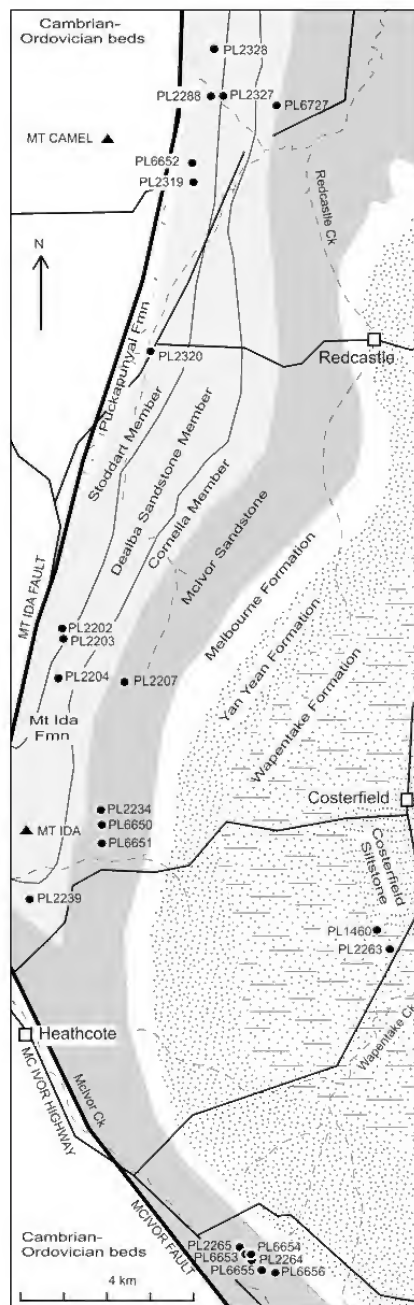 Cambrian-
Ordovician beds
PL2328
PL2288
PL2327
PL6727
MT CAMEL
PL6652
PL2319
Redcastle Ck
N
Puckapunyal Fmn
PL2320
Redcastle
Stoddart Member
Dealba Sandstone Member
Cornella Member
McIvor Sandstone
Melbourne Formation
Yan Yean Formation
Wapentake Formation
MT IDA FAULT
PL2202
PL2203
PL2204
PL2207
Mt Ida
Fmn
Costerfield
PL2234
PL6650
MT IDA
PL6651
Costerfield
Siltstone
PL2239
PL1460
PL2263
Wapentake Ck
Heathcote
MC IVOR HIGHWAY
McIvor Ck
MCIVOR FAULT
Cambrian-
Ordovician beds
PL2265
PL6654
PL6653
PL2264
PL6655
PL6656
4 km